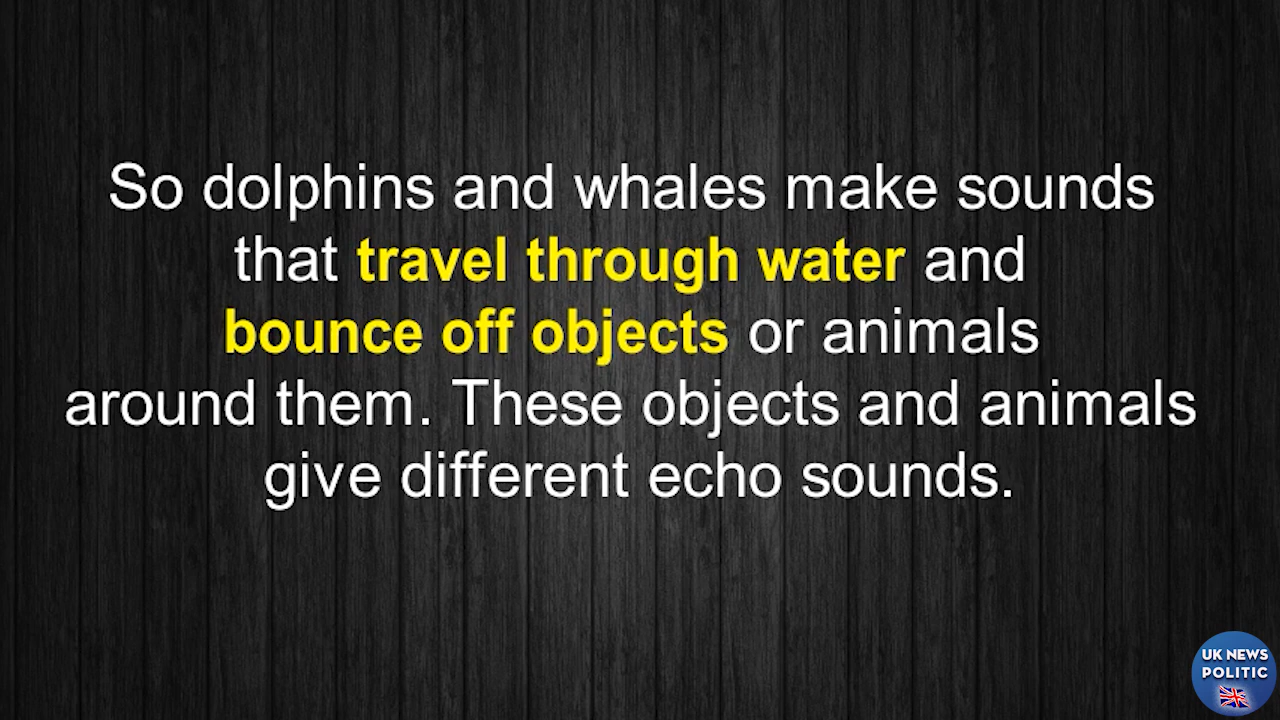 So dolphins and whales make sounds
that travel through water and
bounce off objects or animals
around them. These objects and animals
give different echo sounds.
UK NEWS
POLITIC